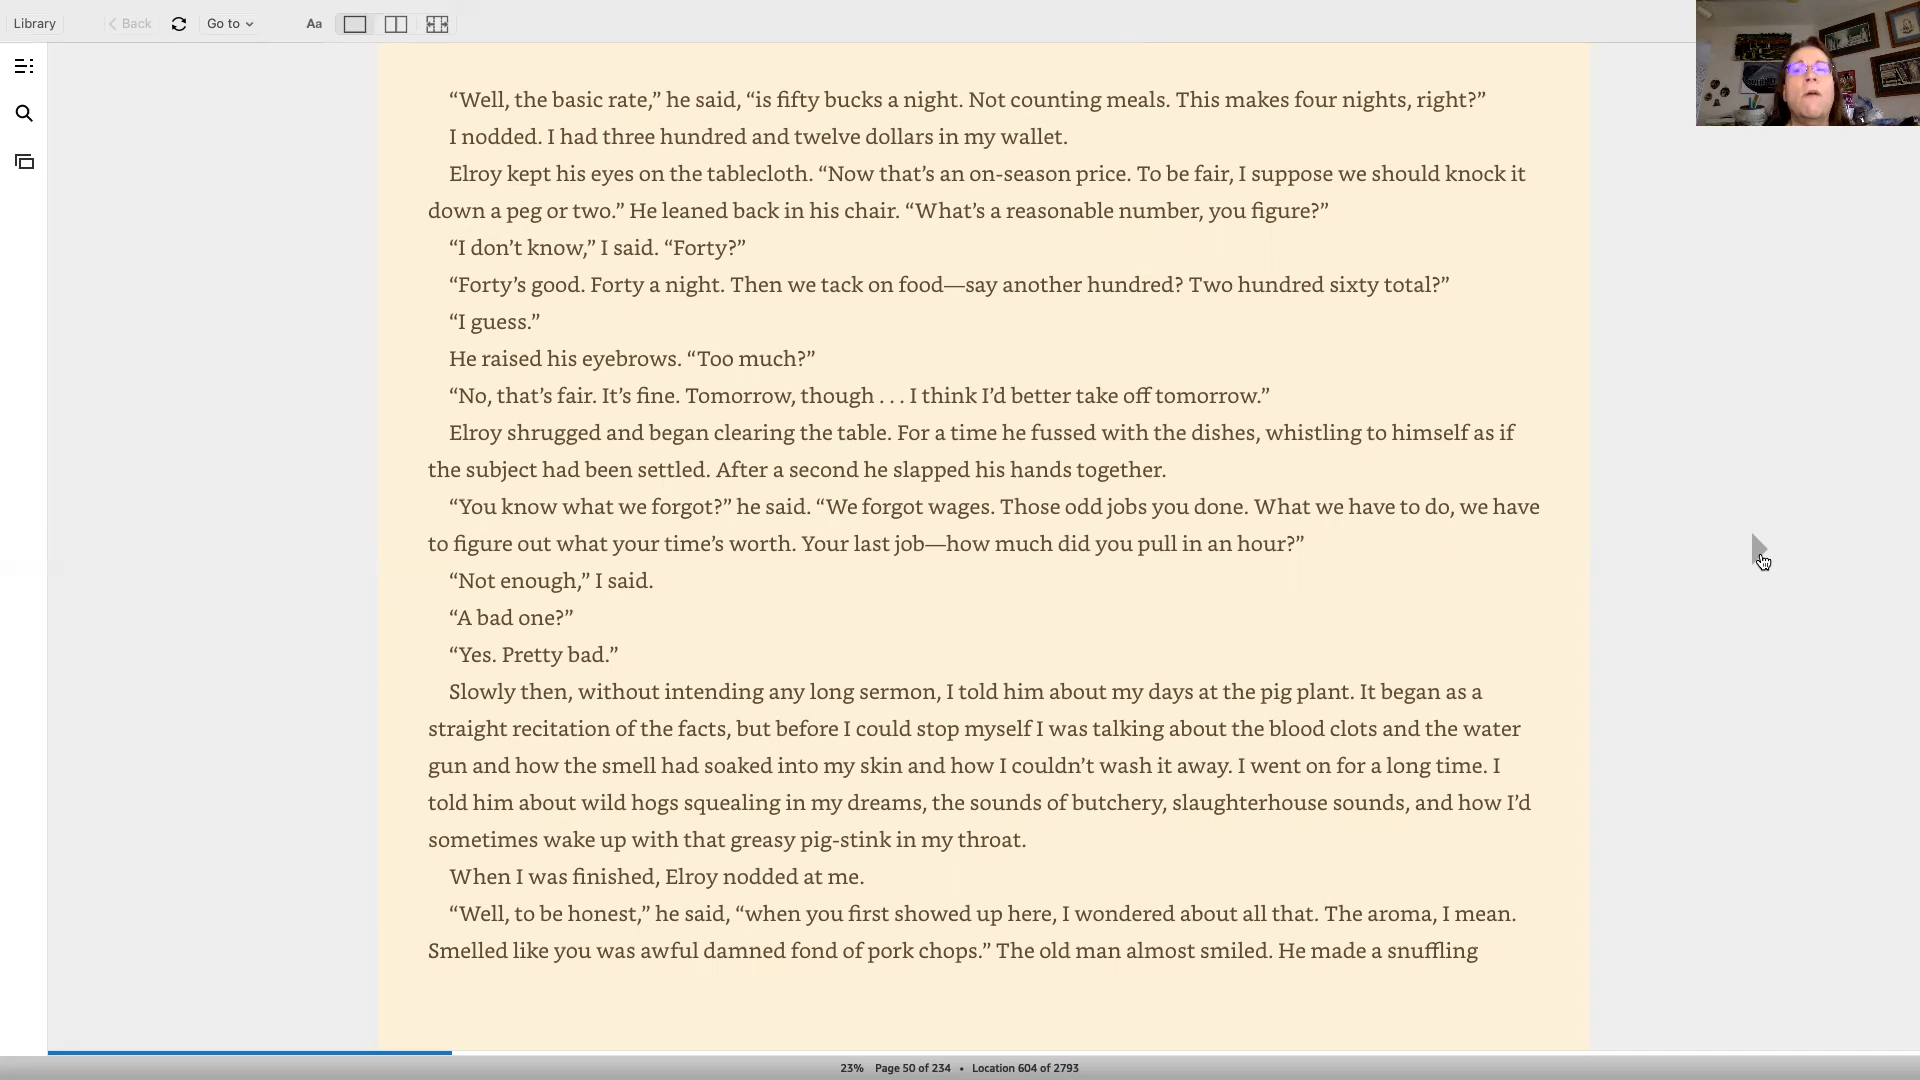 Library
Back
Go to
Aa
“Well, the basic rate,” he said, “is fifty bucks a night. Not counting meals. This makes four nights, right?”
I nodded. I had three hundred and twelve dollars in my wallet.
Elroy kept his eyes on the tablecloth. “Now that’s an on-season price. To be fair, I suppose we should knock it
down a peg or two.” He leaned back in his chair. “What’s a reasonable number, you figure?”
“I don’t know,” I said. “Forty?”
“Forty’s good. Forty a night. Then we tack on food—say another hundred? Two hundred sixty total?”
“I guess.”
He raised his eyebrows. “Too much?”
“No, that’s fair. It’s fine. Tomorrow, though . . . I think I’d better take off tomorrow.”
Elroy shrugged and began clearing the table. For a time he fussed with the dishes, whistling to himself as if
the subject had been settled. After a second he slapped his hands together.
“You know what we forgot?” he said. “We forgot wages. Those odd jobs you done. What we have to do, we have
to figure out what your time’s worth. Your last job—how much did you pull in an hour?”
“Not enough,” I said.
“A bad one?”
“Yes. Pretty bad.”
Slowly then, without intending any long sermon, I told him about my days at the pig plant. It began as a
straight recitation of the facts, but before I could stop myself I was talking about the blood clots and the water
gun and how the smell had soaked into my skin and how I couldn’t wash it away. I went on for a long time. I
told him about wild hogs squealing in my dreams, the sounds of butchery, slaughterhouse sounds, and how I’d
sometimes wake up with that greasy pig-stink in my throat.
When I was finished, Elroy nodded at me.
“Well, to be honest,” he said, “when you first showed up here, I wondered about all that. The aroma, I mean.
Smelled like you was awful damned fond of pork chops.” The old man almost smiled. He made a snuffling
23% Page 50 of 234 • Location 604 of 2793